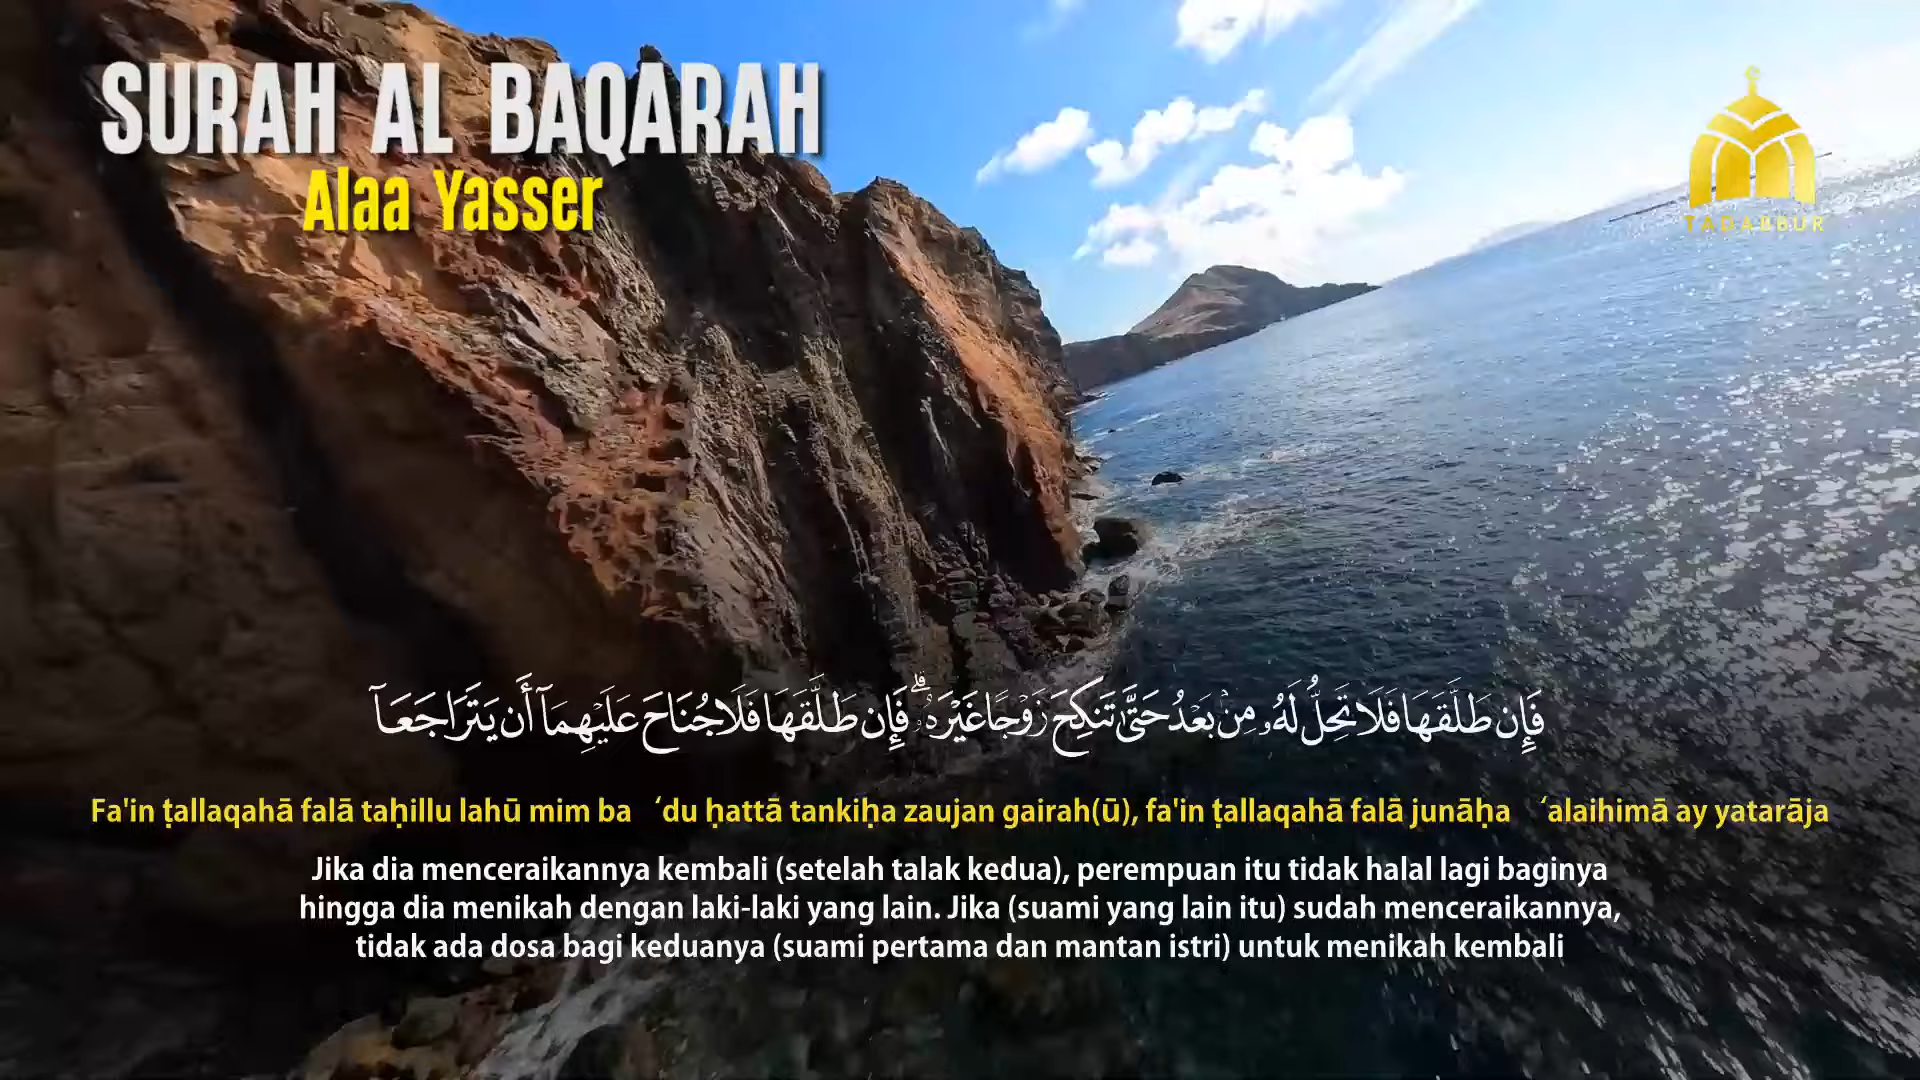 SURAH AL BAQARAH
Alaa Yasser
TADABBUR
فَإِن طَلَّقَهَا فَلَا تَحِلُّ لَهُۥ مِنۢ بَعْدُ حَتَّىٰ تَنكِحَ زَوْجًا غَيْرَهُۥ ۗ فَإِن طَلَّقَهَا فَلَا جُنَاحَ عَلَيْهِمَآ أَن يَتَرَاجَعَآ
Fa'in ṭallaqahā falā taḥillu lahū mim ba ‘du ḥattā tankiḥa zaujan gairah(ū), fa'in ṭallaqahā falā junāḥa ‘alaihimā ay yatarāja
Jika dia menceraikannya kembali (setelah talak kedua), perempuan itu tidak halal lagi baginya
hingga dia menikah dengan laki-laki yang lain. Jika (suami yang lain itu) sudah menceraikannya,
tidak ada dosa bagi keduanya (suami pertama dan mantan istri) untuk menikah kembali